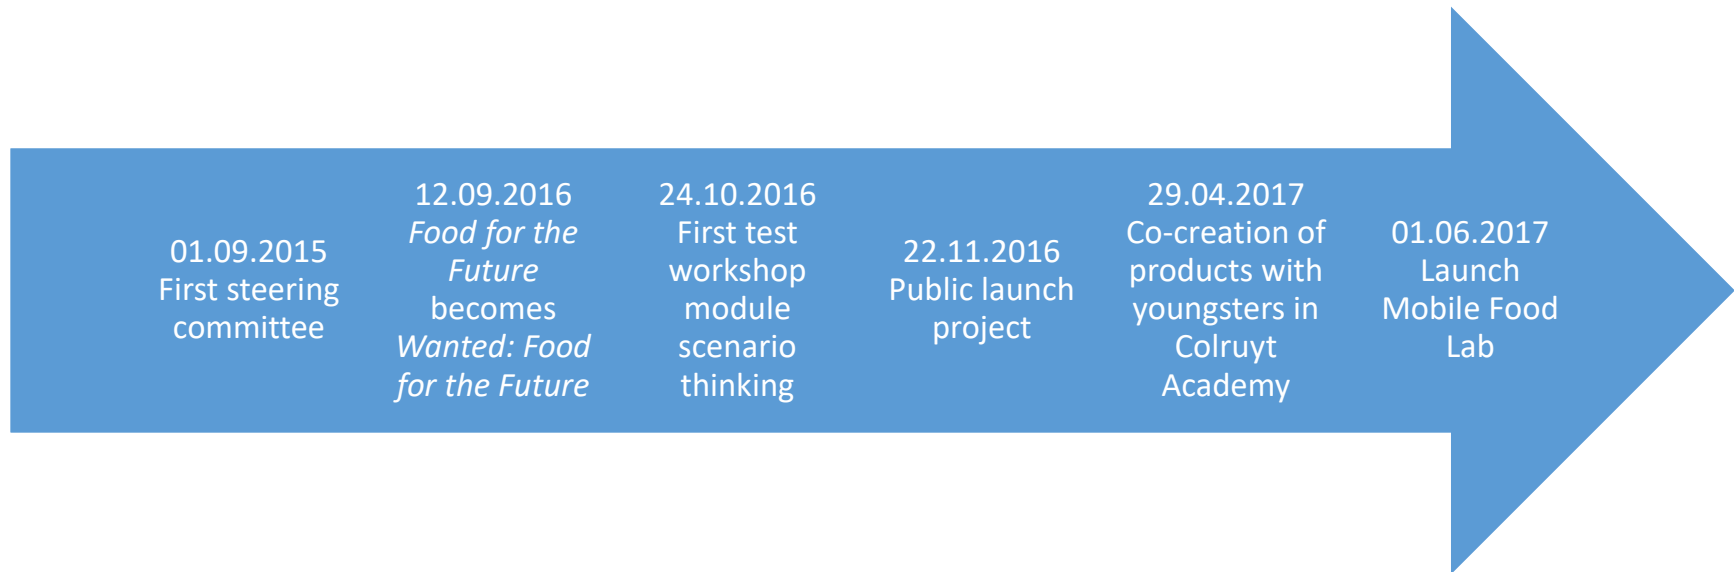 01.09.2015
First steering
committee
12.09.2016
Food for the
Future
becomes
Wanted: Food
for the Future
24.10.2016
First test
workshop
module
scenario
thinking
22.11.2016
Public launch
project
29.04.2017
Co-creation of
products with
youngsters in
Colruyt
Academy
01.06.2017
Launch
Mobile Food
Lab